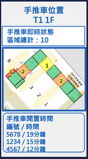 手推車位置
T1 1F
手推車即時狀態
區域總計：10
手推車閒置時間
編號 / 時間
5678 / 19分鐘
1234 / 15分鐘
4567 / 12分鐘